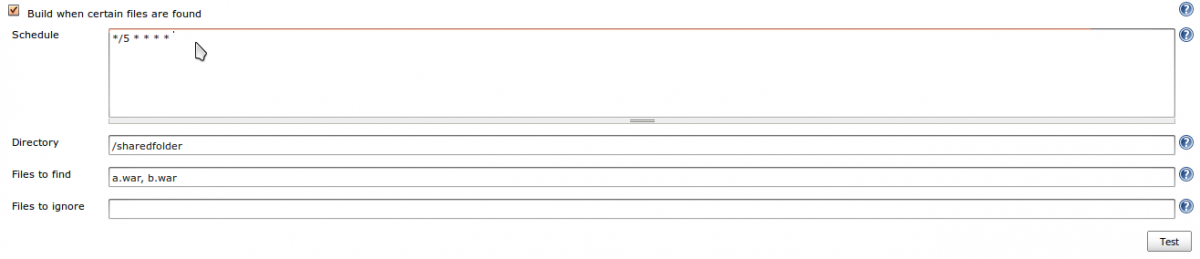 Build when certain files are found
Schedule
*/5 * * * *
Directory
/sharedfolder
Files to find
a.war, b.war
Files to ignore
Test